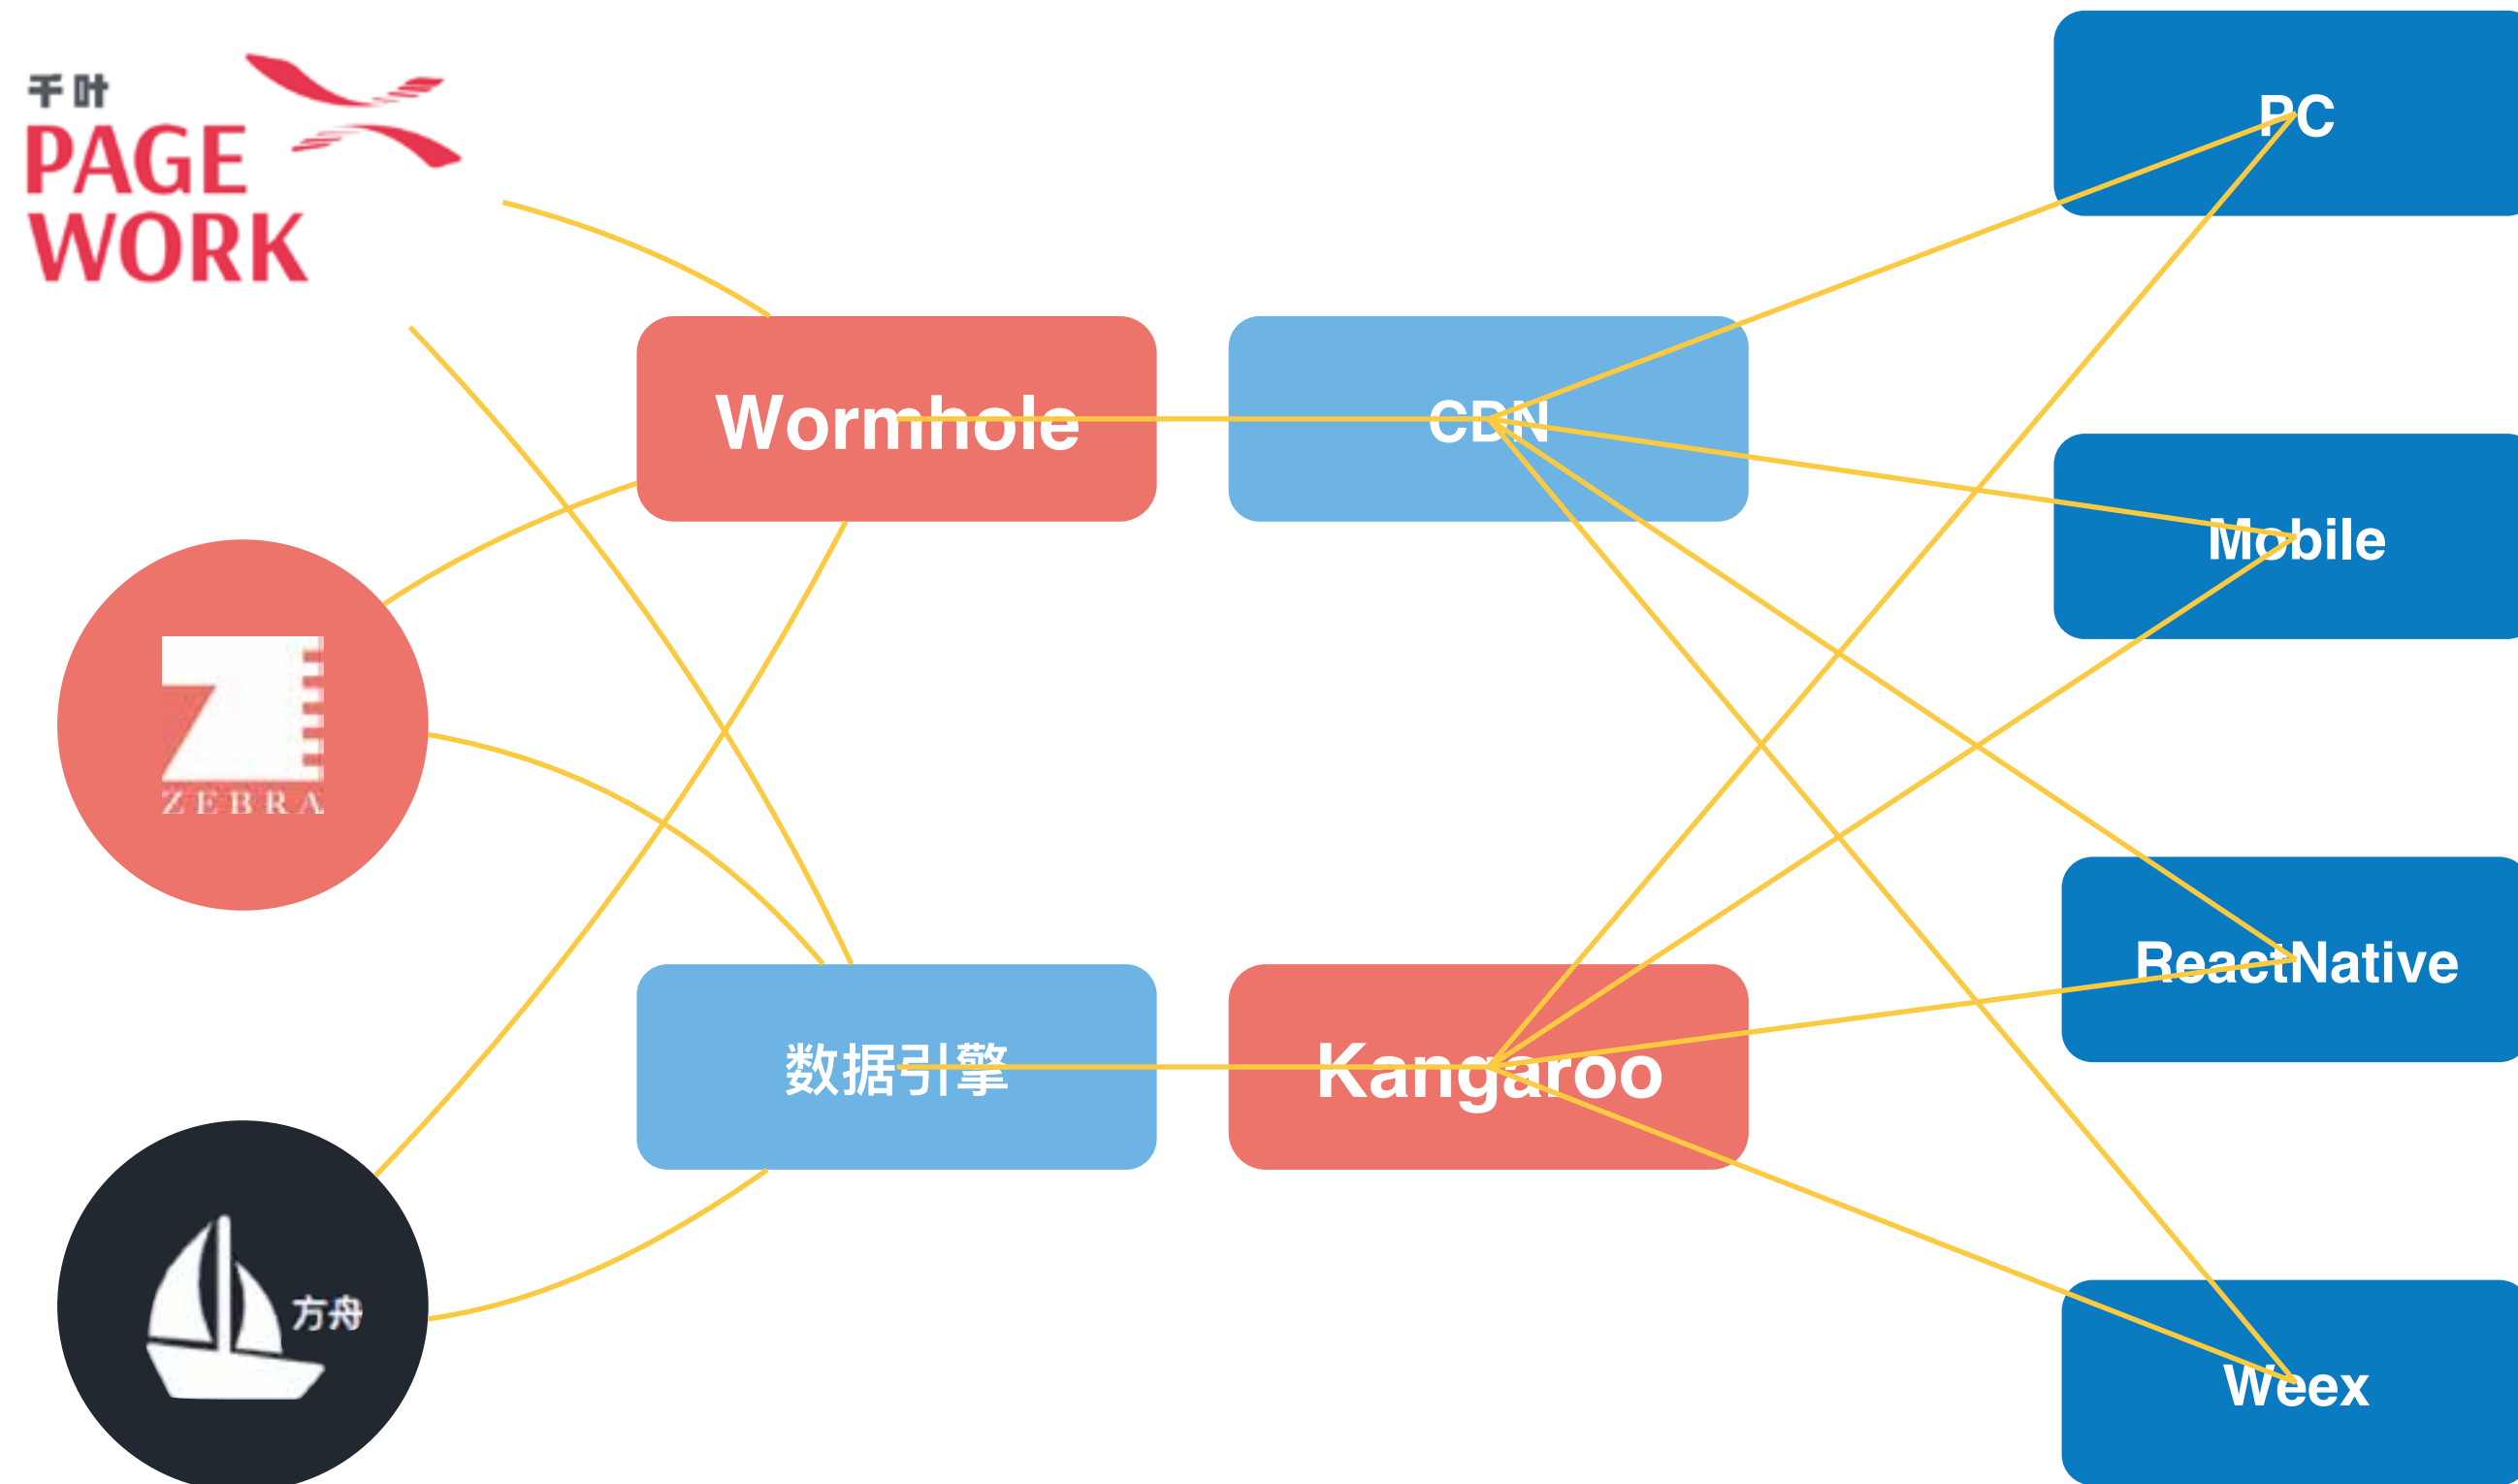 千叶
PAGE
WORK
PC
Wormhole
CDN
Mobile
ZEBRA
ReactNative
数据引擎
Kangaroo
方舟
Weex